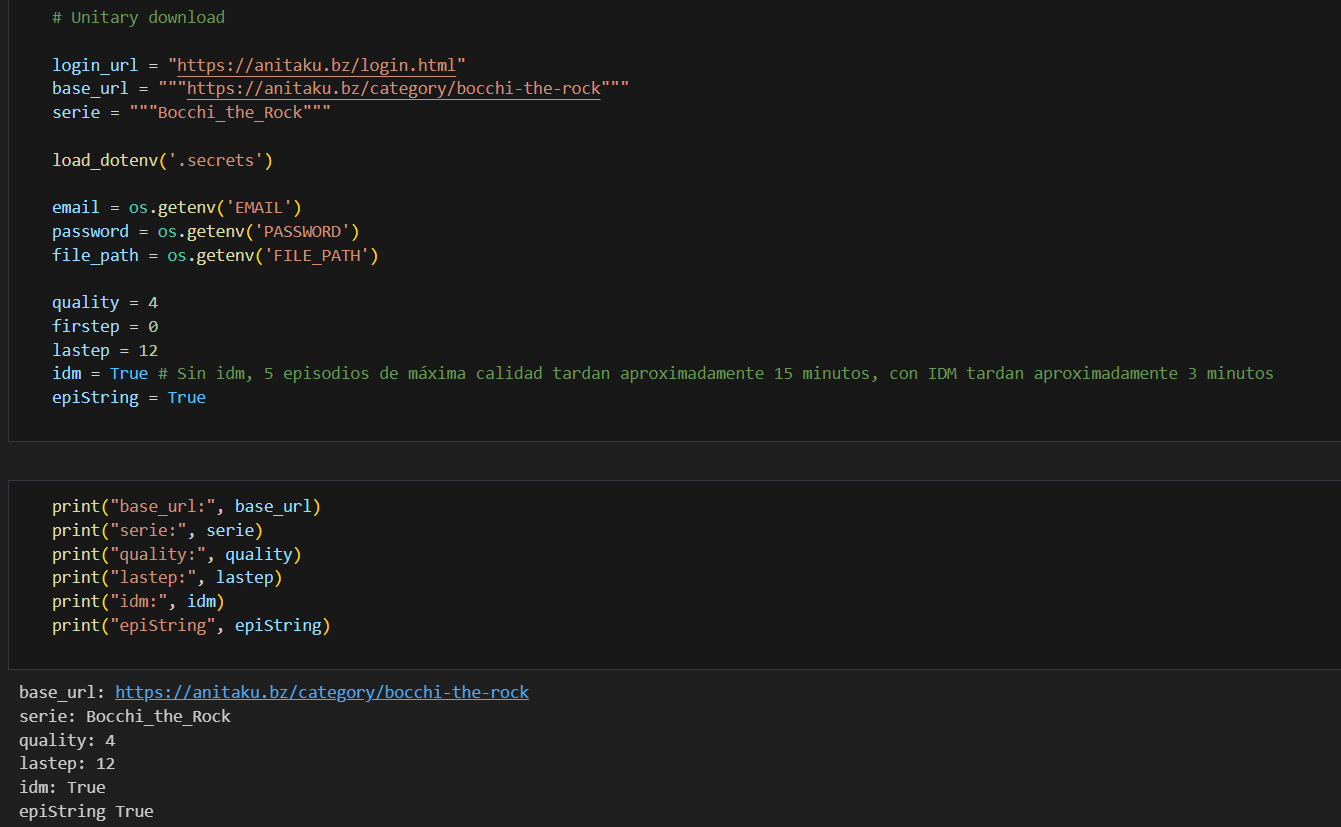 # Unitary download
login_url = "https://anitaku.bz/login.html"
base_url = """https://anitaku.bz/category/bocchi-the-rock"""
serie = """Bocchi_the_Rock"""
load_dotenv('.secrets')
email = os.getenv('EMAIL')
password = os.getenv('PASSWORD')
file_path = os.getenv('FILE_PATH')
quality = 4
firstep = 0
lastep = 12
idm = True # Sin idm, 5 episodios de máxima calidad tardan aproximadamente 15 minutos, con IDM tardan aproximadamente 3 minutos
epiString = True
print("base_url:", base_url)
print("serie:", serie)
print("quality:", quality)
print("lastep:", lastep)
print("idm:", idm)
print("epiString", epiString)
base_url: https://anitaku.bz/category/bocchi-the-rock
serie: Bocchi_the_Rock
quality: 4
lastep: 12
idm: True
epiString True